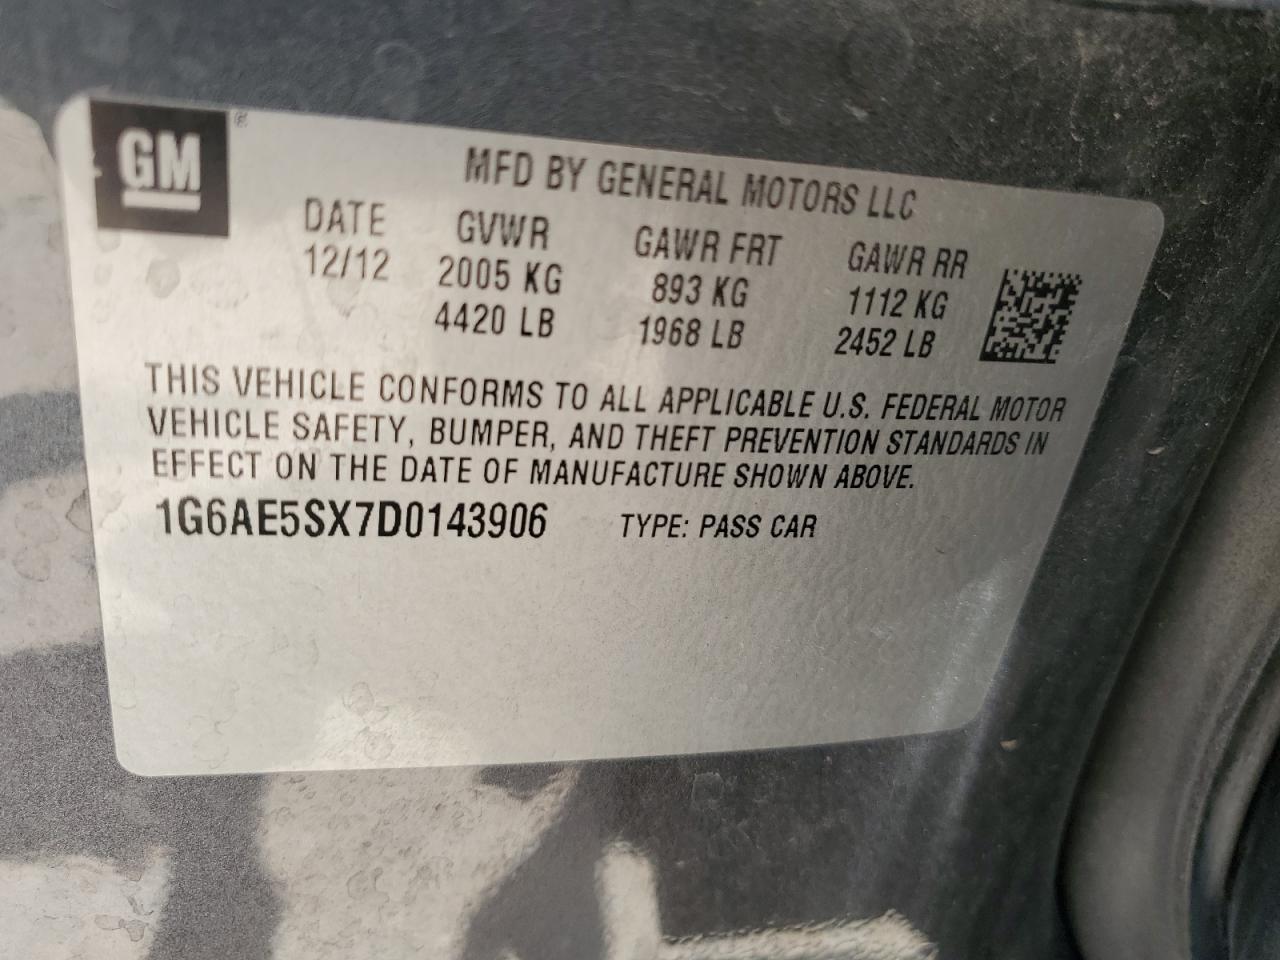 GM
MFD BY GENERAL MOTORS LLC
DATE GVWR GAWR FRT GAWR RR
12/12 2005 KG 893 KG 1112 KG
4420 LB 1968 LB 2452 LB
THIS VEHICLE CONFORMS TO ALL APPLICABLE U.S. FEDERAL MOTOR
VEHICLE SAFETY, BUMPER, AND THEFT PREVENTION STANDARDS IN
EFFECT ON THE DATE OF MANUFACTURE SHOWN ABOVE.
1G6AE5SX7D0143906 TYPE: PASS CAR